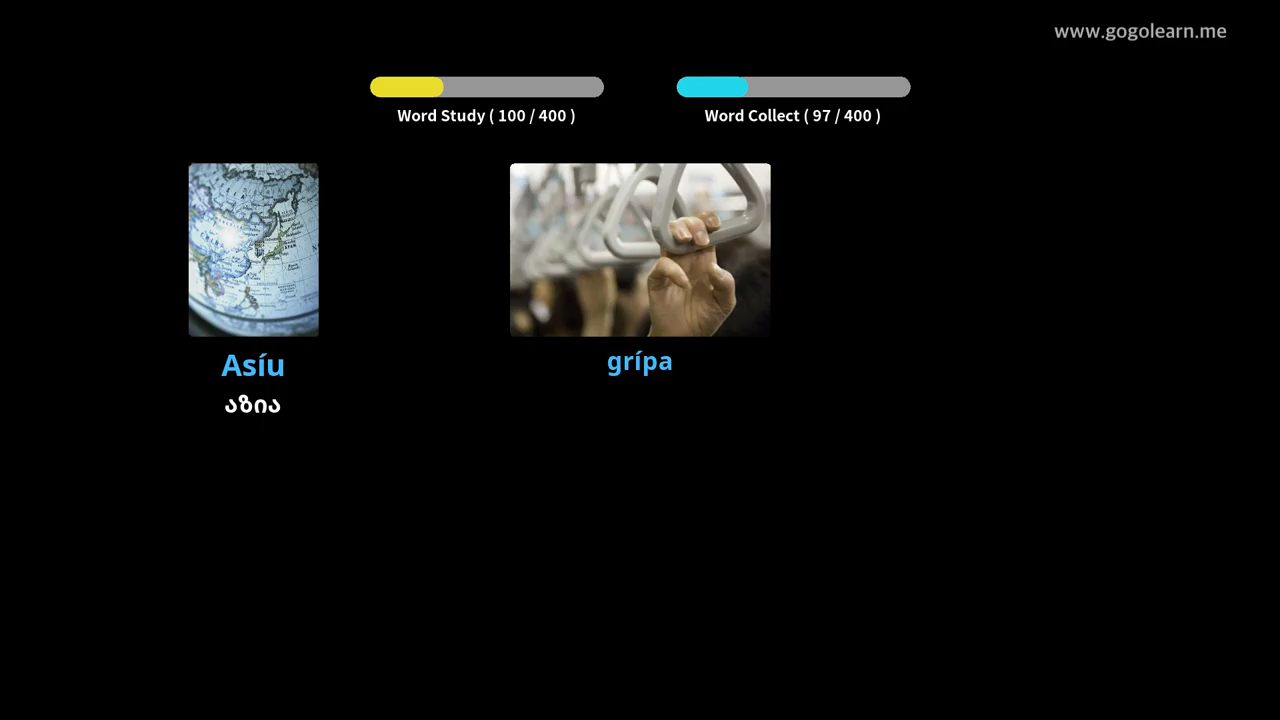 www.gogolearn.me
Word Study ( 100 / 400 )
Word Collect ( 97 / 400 )
Asíu
აზია
grípa